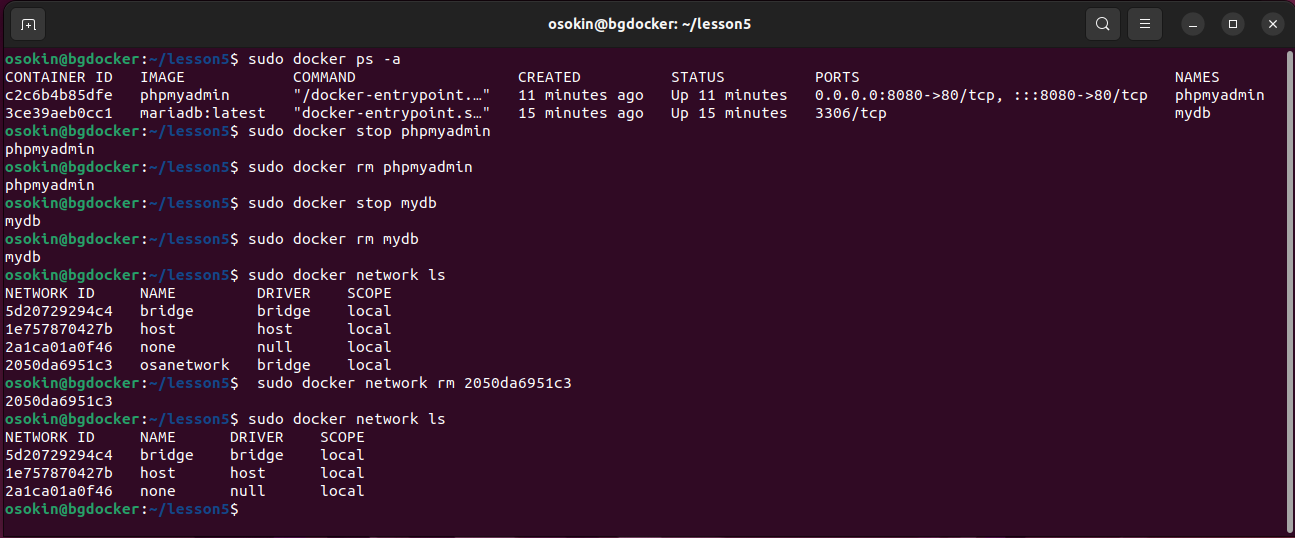 osokin@bgdocker: ~/lesson5
osokin@bgdocker:~/lesson5$ sudo docker ps -a
CONTAINER ID   IMAGE            COMMAND                  CREATED          STATUS          PORTS                                   NAMES
c2c6b4b85dfe   phpmyadmin       "/docker-entrypoint.…"   11 minutes ago   Up 11 minutes   0.0.0.0:8080->80/tcp, :::8080->80/tcp   phpmyadmin
3ce39aeb0cc1   mariadb:latest   "docker-entrypoint.s…"   15 minutes ago   Up 15 minutes   3306/tcp                                mydb
osokin@bgdocker:~/lesson5$ sudo docker stop phpmyadmin
phpmyadmin
osokin@bgdocker:~/lesson5$ sudo docker rm phpmyadmin
phpmyadmin
osokin@bgdocker:~/lesson5$ sudo docker stop mydb
mydb
osokin@bgdocker:~/lesson5$ sudo docker rm mydb
mydb
osokin@bgdocker:~/lesson5$ sudo docker network ls
NETWORK ID     NAME         DRIVER    SCOPE
5d20729294c4   bridge       bridge    local
1e757870427b   host         host      local
2a1ca01a0f46   none         null      local
2050da6951c3   osanetwork   bridge    local
osokin@bgdocker:~/lesson5$  sudo docker network rm 2050da6951c3
2050da6951c3
osokin@bgdocker:~/lesson5$ sudo docker network ls
NETWORK ID     NAME      DRIVER    SCOPE
5d20729294c4   bridge    bridge    local
1e757870427b   host      host      local
2a1ca01a0f46   none      null      local
osokin@bgdocker:~/lesson5$